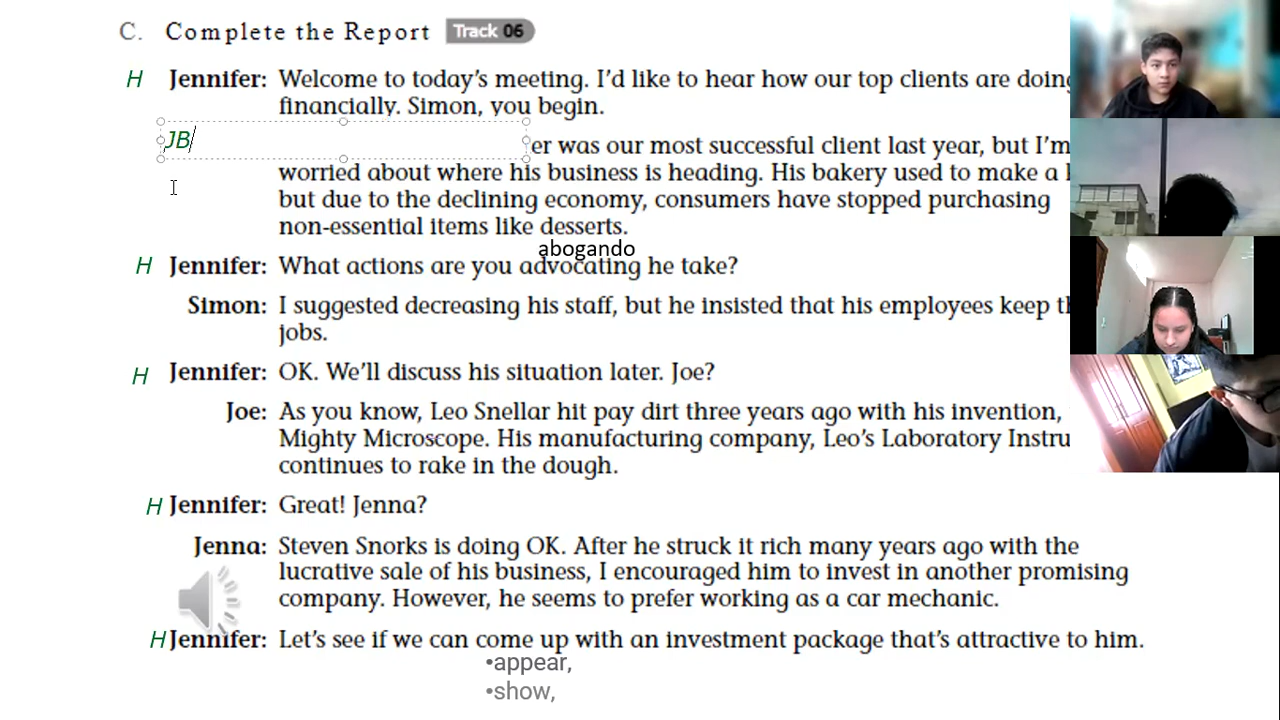 C. Complete the Report Track 06
H Jennifer: Welcome to today's meeting. I'd like to hear how our top clients are doing
financially. Simon, you begin.
JB er was our most successful client last year, but I'm
worried about where his business is heading. His bakery used to make a
but due to the declining economy, consumers have stopped purchasing
non-essential items like desserts.
abogando
H Jennifer: What actions are you advocating he take?
Simon: I suggested decreasing his staff, but he insisted that his employees keep
jobs.
H Jennifer: OK. We'll discuss his situation later. Joe?
Joe: As you know, Leo Snellar hit pay dirt three years ago with his invention,
Mighty Microscope. His manufacturing company, Leo's Laboratory Instru
continues to rake in the dough.
H Jennifer: Great! Jenna?
Jenna: Steven Snorks is doing OK. After he struck it rich many years ago with the
lucrative sale of his business, I encouraged him to invest in another promising
company. However, he seems to prefer working as a car mechanic.
H Jennifer: Let's see if we can come up with an investment package that's attractive to him.
•appear,
•show,